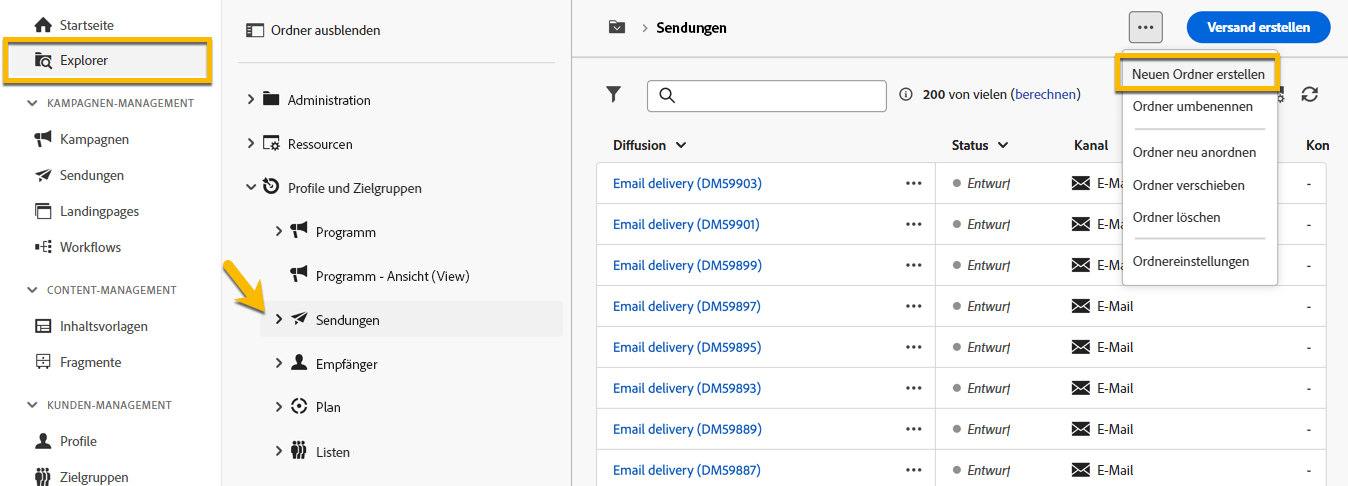 Startseite
Explorer
KAMPAGNEN-MANAGEMENT
Kampagnen
Sendungen
Landingpages
Workflows
CONTENT-MANAGEMENT
Inhaltsvorlagen
Fragmente
KUNDEN-MANAGEMENT
Profile
Zielgruppen
Ordner ausblenden
Administration
Ressourcen
Profile und Zielgruppen
Programm
Programm - Ansicht (View)
Sendungen
Empfänger
Plan
Listen
Sendungen
Versand erstellen
Neuen Ordner erstellen
Ordner umbenennen
Ordner neu anordnen
Ordner verschieben
Ordner löschen
Ordnereinstellungen
200 von vielen (berechnen)
Diffusion Status Kanal Kon
Email delivery (DM59903) Entwurf E-Ma -
Email delivery (DM59901) Entwurf E-Ma -
Email delivery (DM59899) Entwurf E-Ma -
Email delivery (DM59897) Entwurf E-Mail -
Email delivery (DM59895) Entwurf E-Mail -
Email delivery (DM59893) Entwurf E-Mail -
Email delivery (DM59889) Entwurf E-Mail -
Email delivery (DM59887) Entwurf E-Mail -